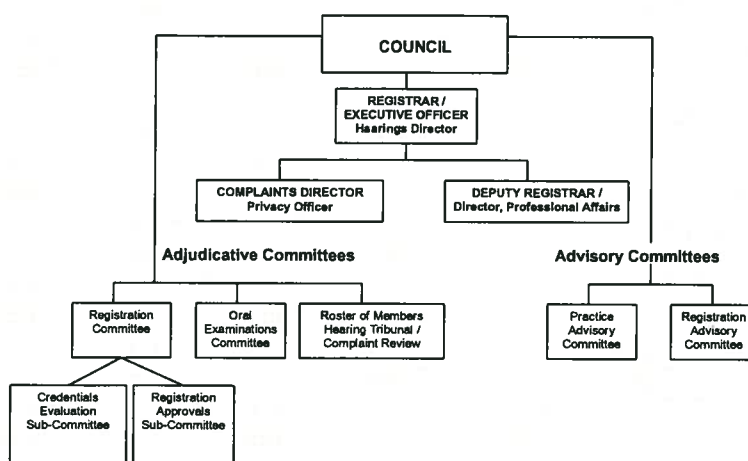 COUNCIL
REGISTRAR /
EXECUTIVE OFFICER
Hearings Director
COMPLAINTS DIRECTOR
Privacy Officer
DEPUTY REGISTRAR /
Director, Professional Affairs
Adjudicative Committees
Advisory Committees
Registration
Committee
Oral
Examinations
Committee
Roster of Members
Hearing Tribunal /
Complaint Review
Practice
Advisory
Committee
Registration
Advisory
Committee
Credentials
Evaluation
Sub-Committee
Registration
Approvals
Sub-Committee